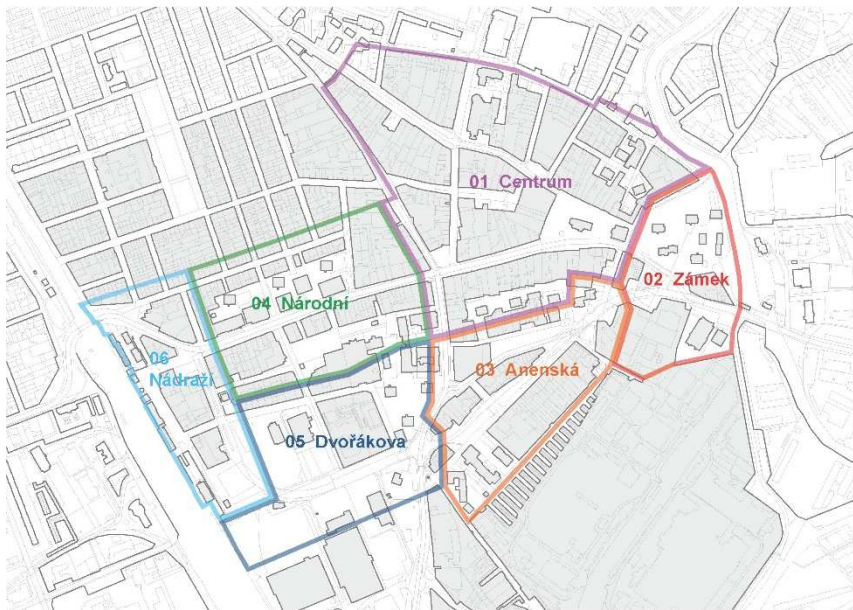 01 Centrum
02 Zámek
04 Národní
06
Nádraží
03 Anenská
05 Dvořákova